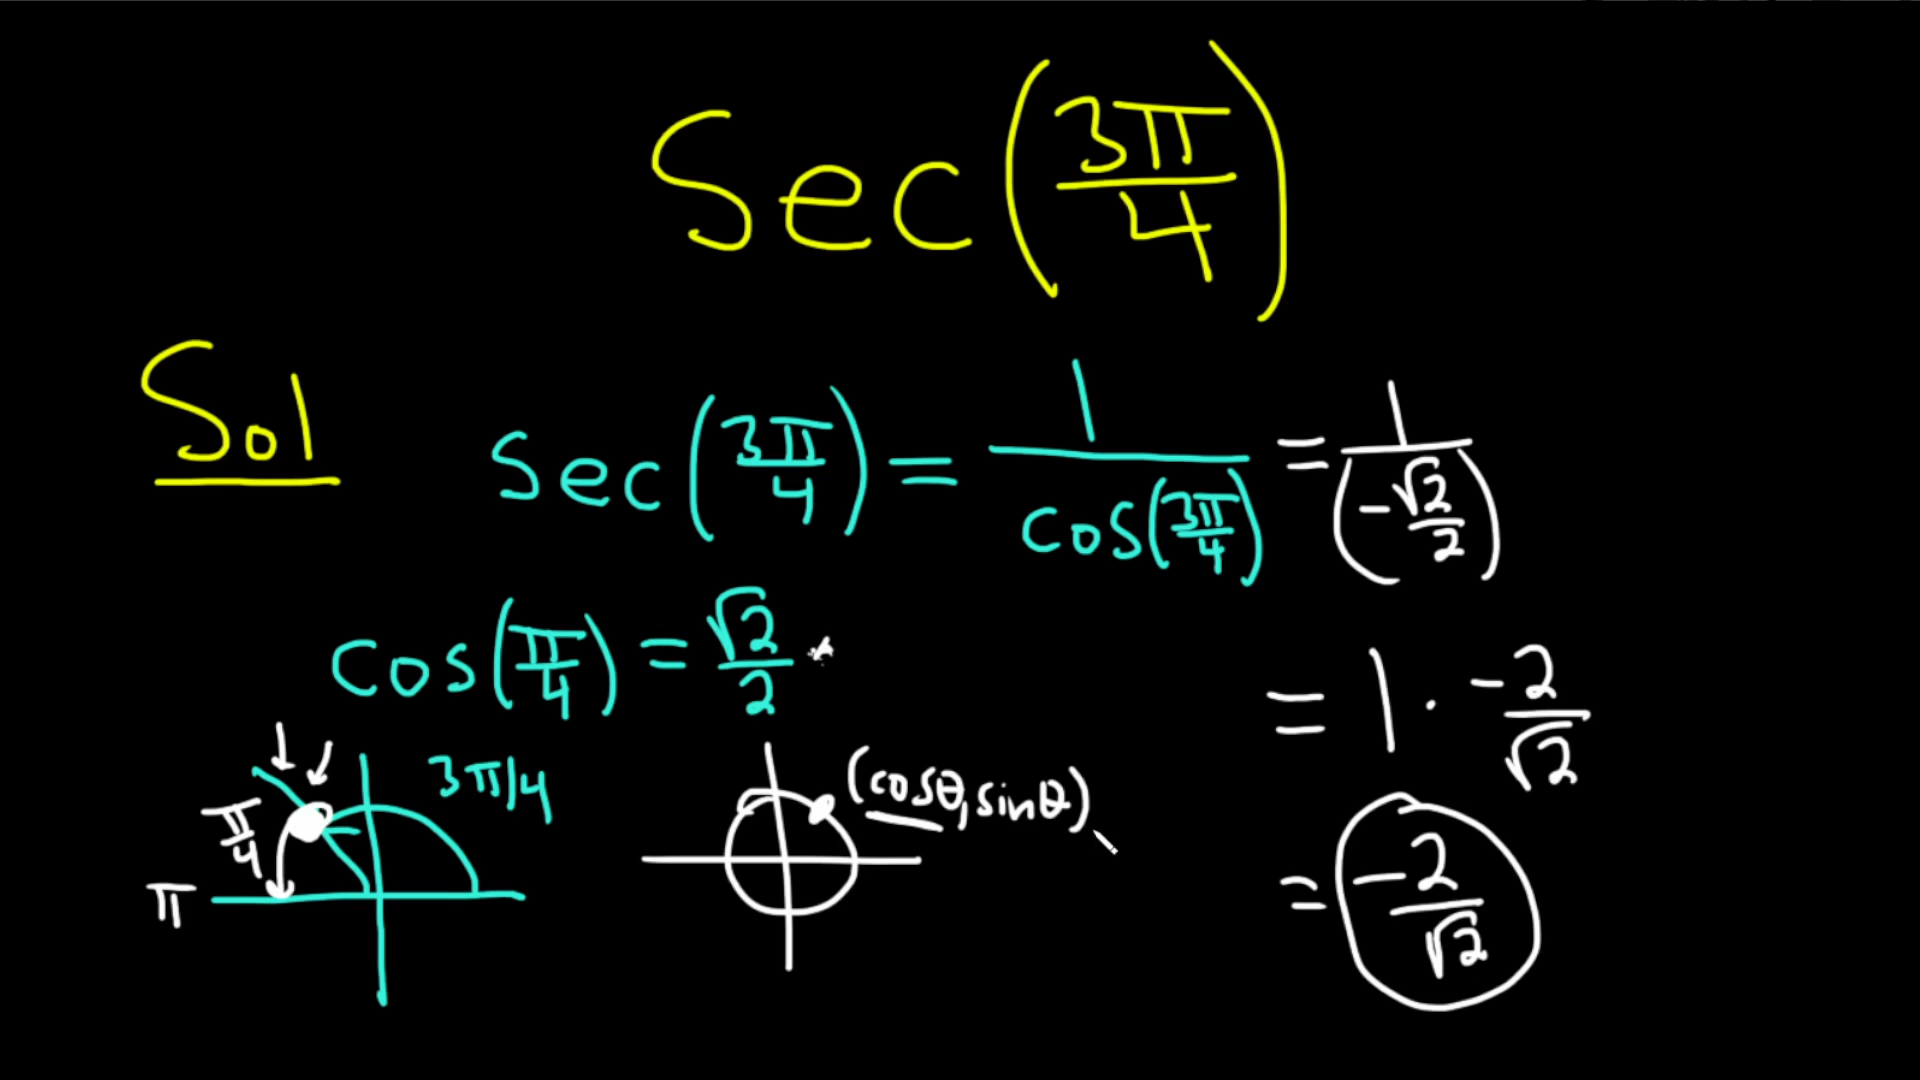 Sec(3π/4)
Sol
Sec(3π/4) = 1/cos(3π/4) = 1/(-√2/2)
cos(π/4) = √2/2
= 1 · -2/√2
3π/4
(cosθ, sinθ)
π/4
π
= -2/√2